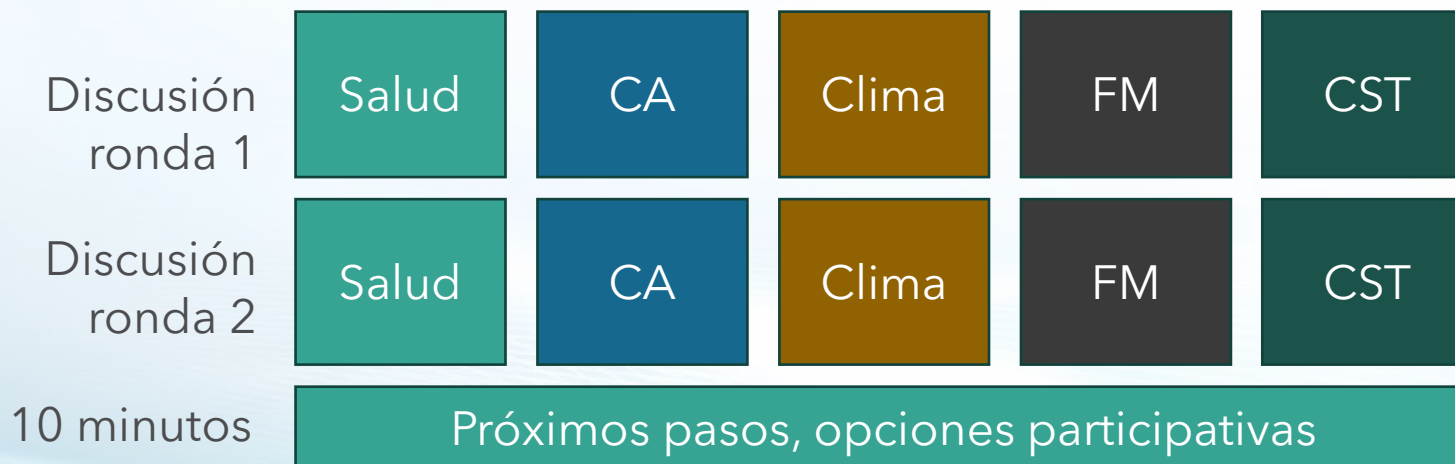 Discusión
ronda 1
Salud
CA
Clima
FM
CST
Discusión
ronda 2
Salud
CA
Clima
FM
CST
10 minutos
Próximos pasos, opciones participativas